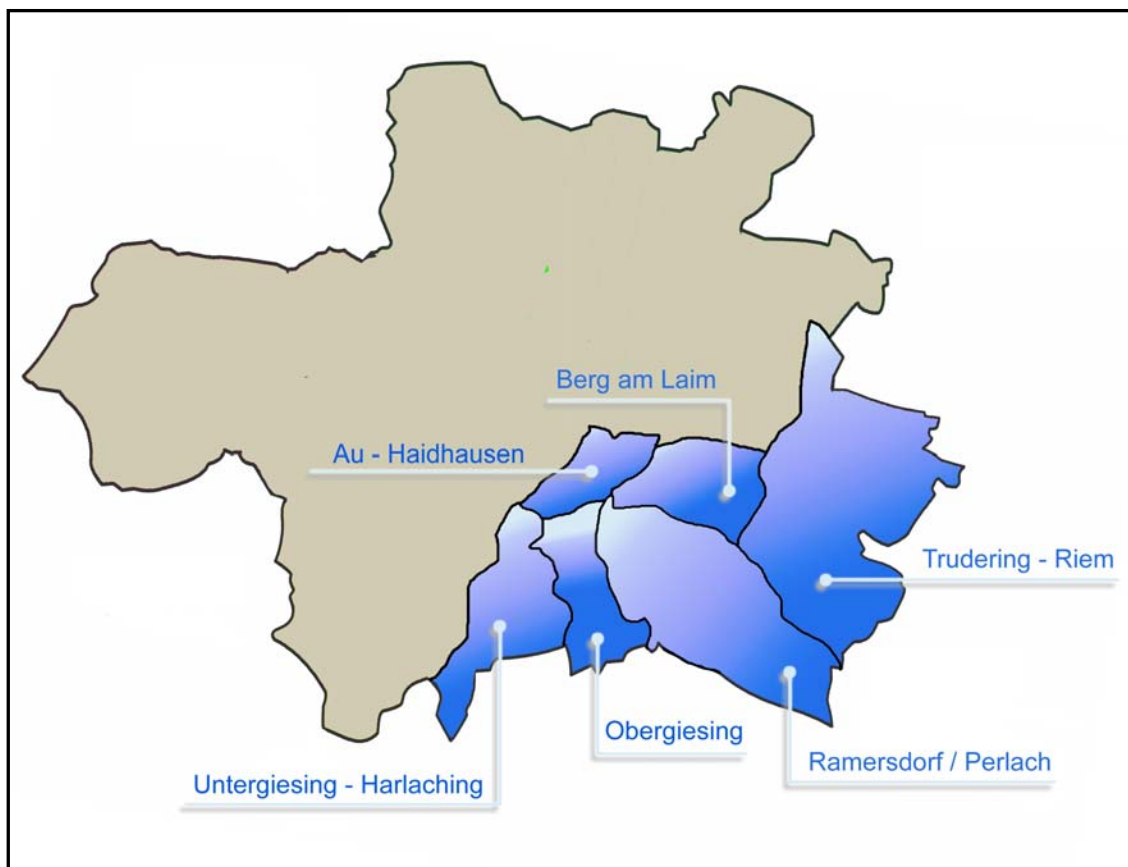 Berg am Laim
Au - Haidhausen
Trudering - Riem
Obergiesing
Ramersdorf / Perlach
Untergiesing - Harlaching